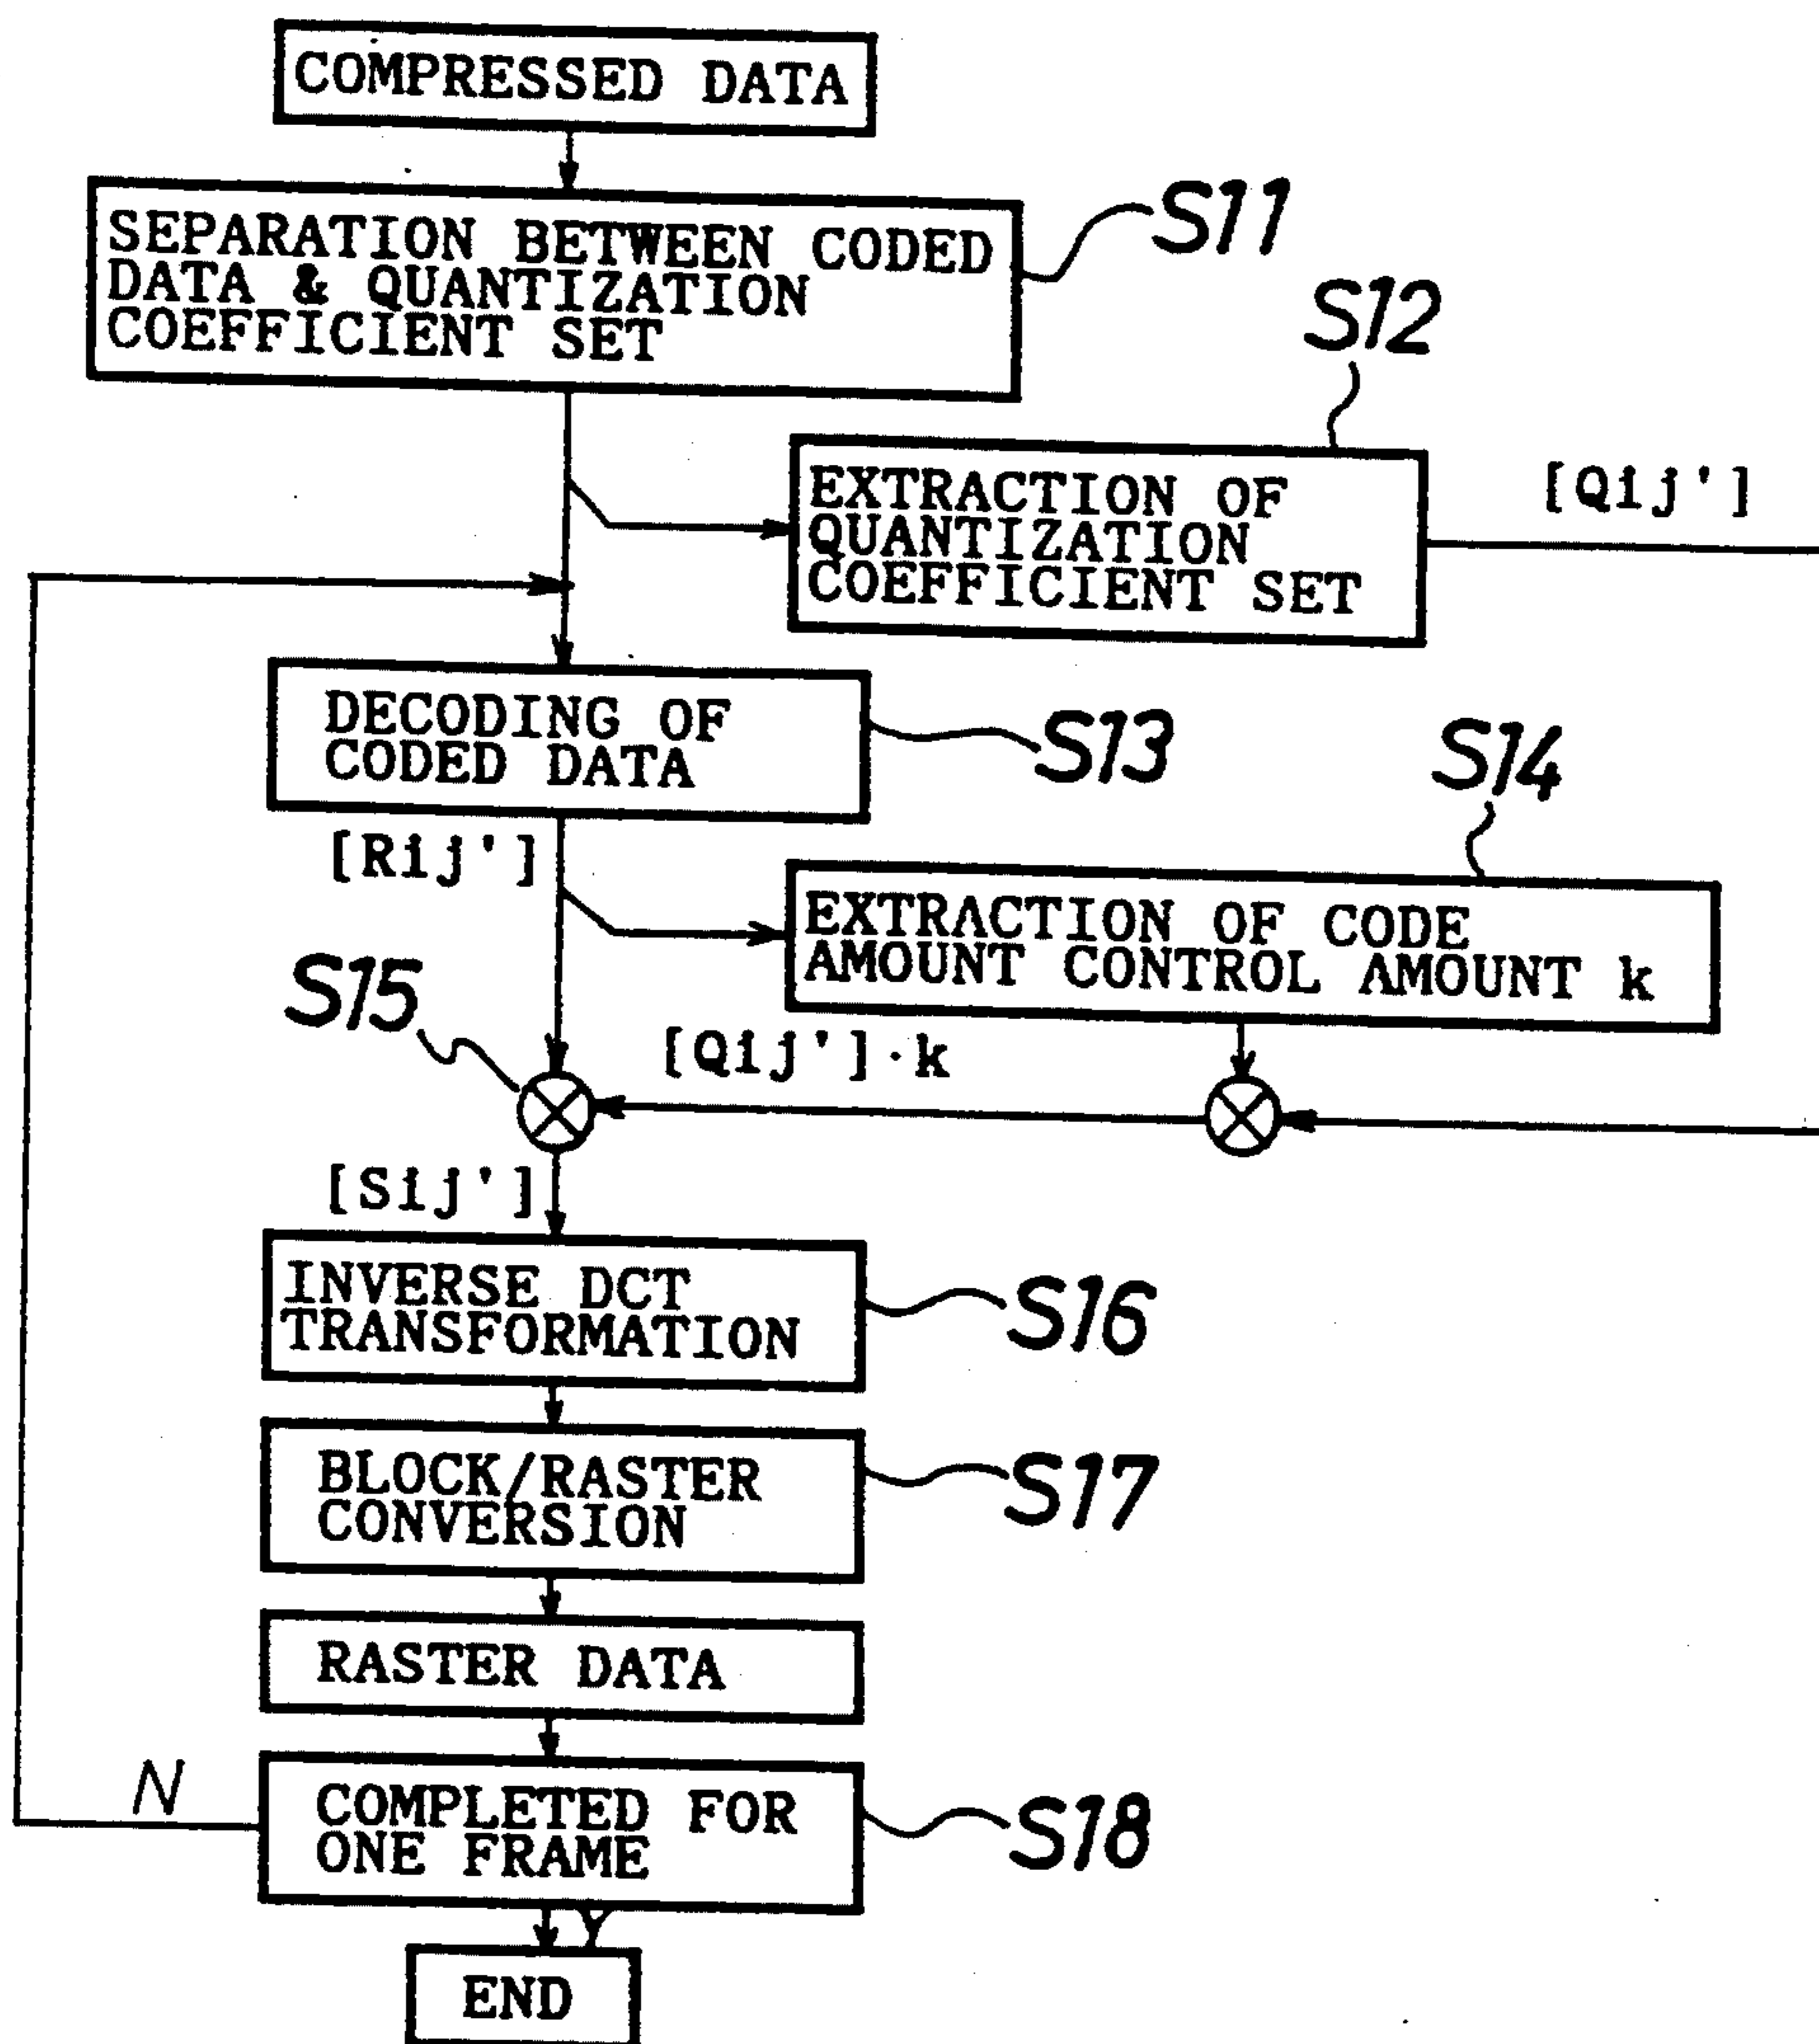 COMPRESSED DATA
SEPARATION BETWEEN CODED
DATA & QUANTIZATION
COEFFICIENT SET
S11
S12
EXTRACTION OF
QUANTIZATION
COEFFICIENT SET
[Qij']
DECODING OF
CODED DATA
S13
S14
[Rij']
EXTRACTION OF CODE
AMOUNT CONTROL AMOUNT k
S15
[Qij']·k
[Sij']
INVERSE DCT
TRANSFORMATION
S16
BLOCK/RASTER
CONVERSION
S17
RASTER DATA
N
COMPLETED FOR
ONE FRAME
S18
Y
END